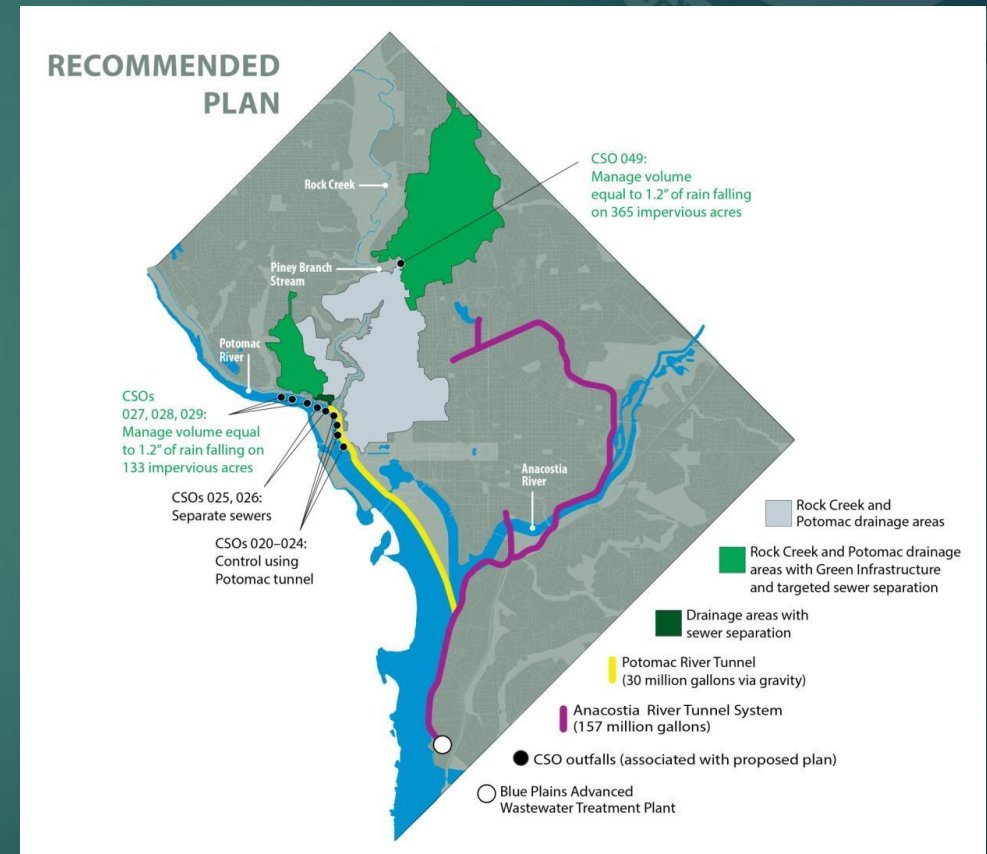 RECOMMENDED
PLAN
CSO 049:
Manage volume
equal to 1.2” of rain falling
on 365 impervious acres
Rock Creek
Piney Branch
Stream
Potomac
River
CSOs
027, 028, 029:
Manage volume equal
to 1.2” of rain falling on
133 impervious acres
CSOs 025, 026:
Separate sewers
CSOs 020–024:
Control using
Potomac tunnel
Anacostia
River
Rock Creek and
Potomac drainage areas
Rock Creek and Potomac drainage
areas with Green Infrastructure
and targeted sewer separation
Drainage areas with
sewer separation
Potomac River Tunnel
(30 million gallons via gravity)
Anacostia River Tunnel System
(157 million gallons)
CSO outfalls (associated with proposed plan)
Blue Plains Advanced
Wastewater Treatment Plant